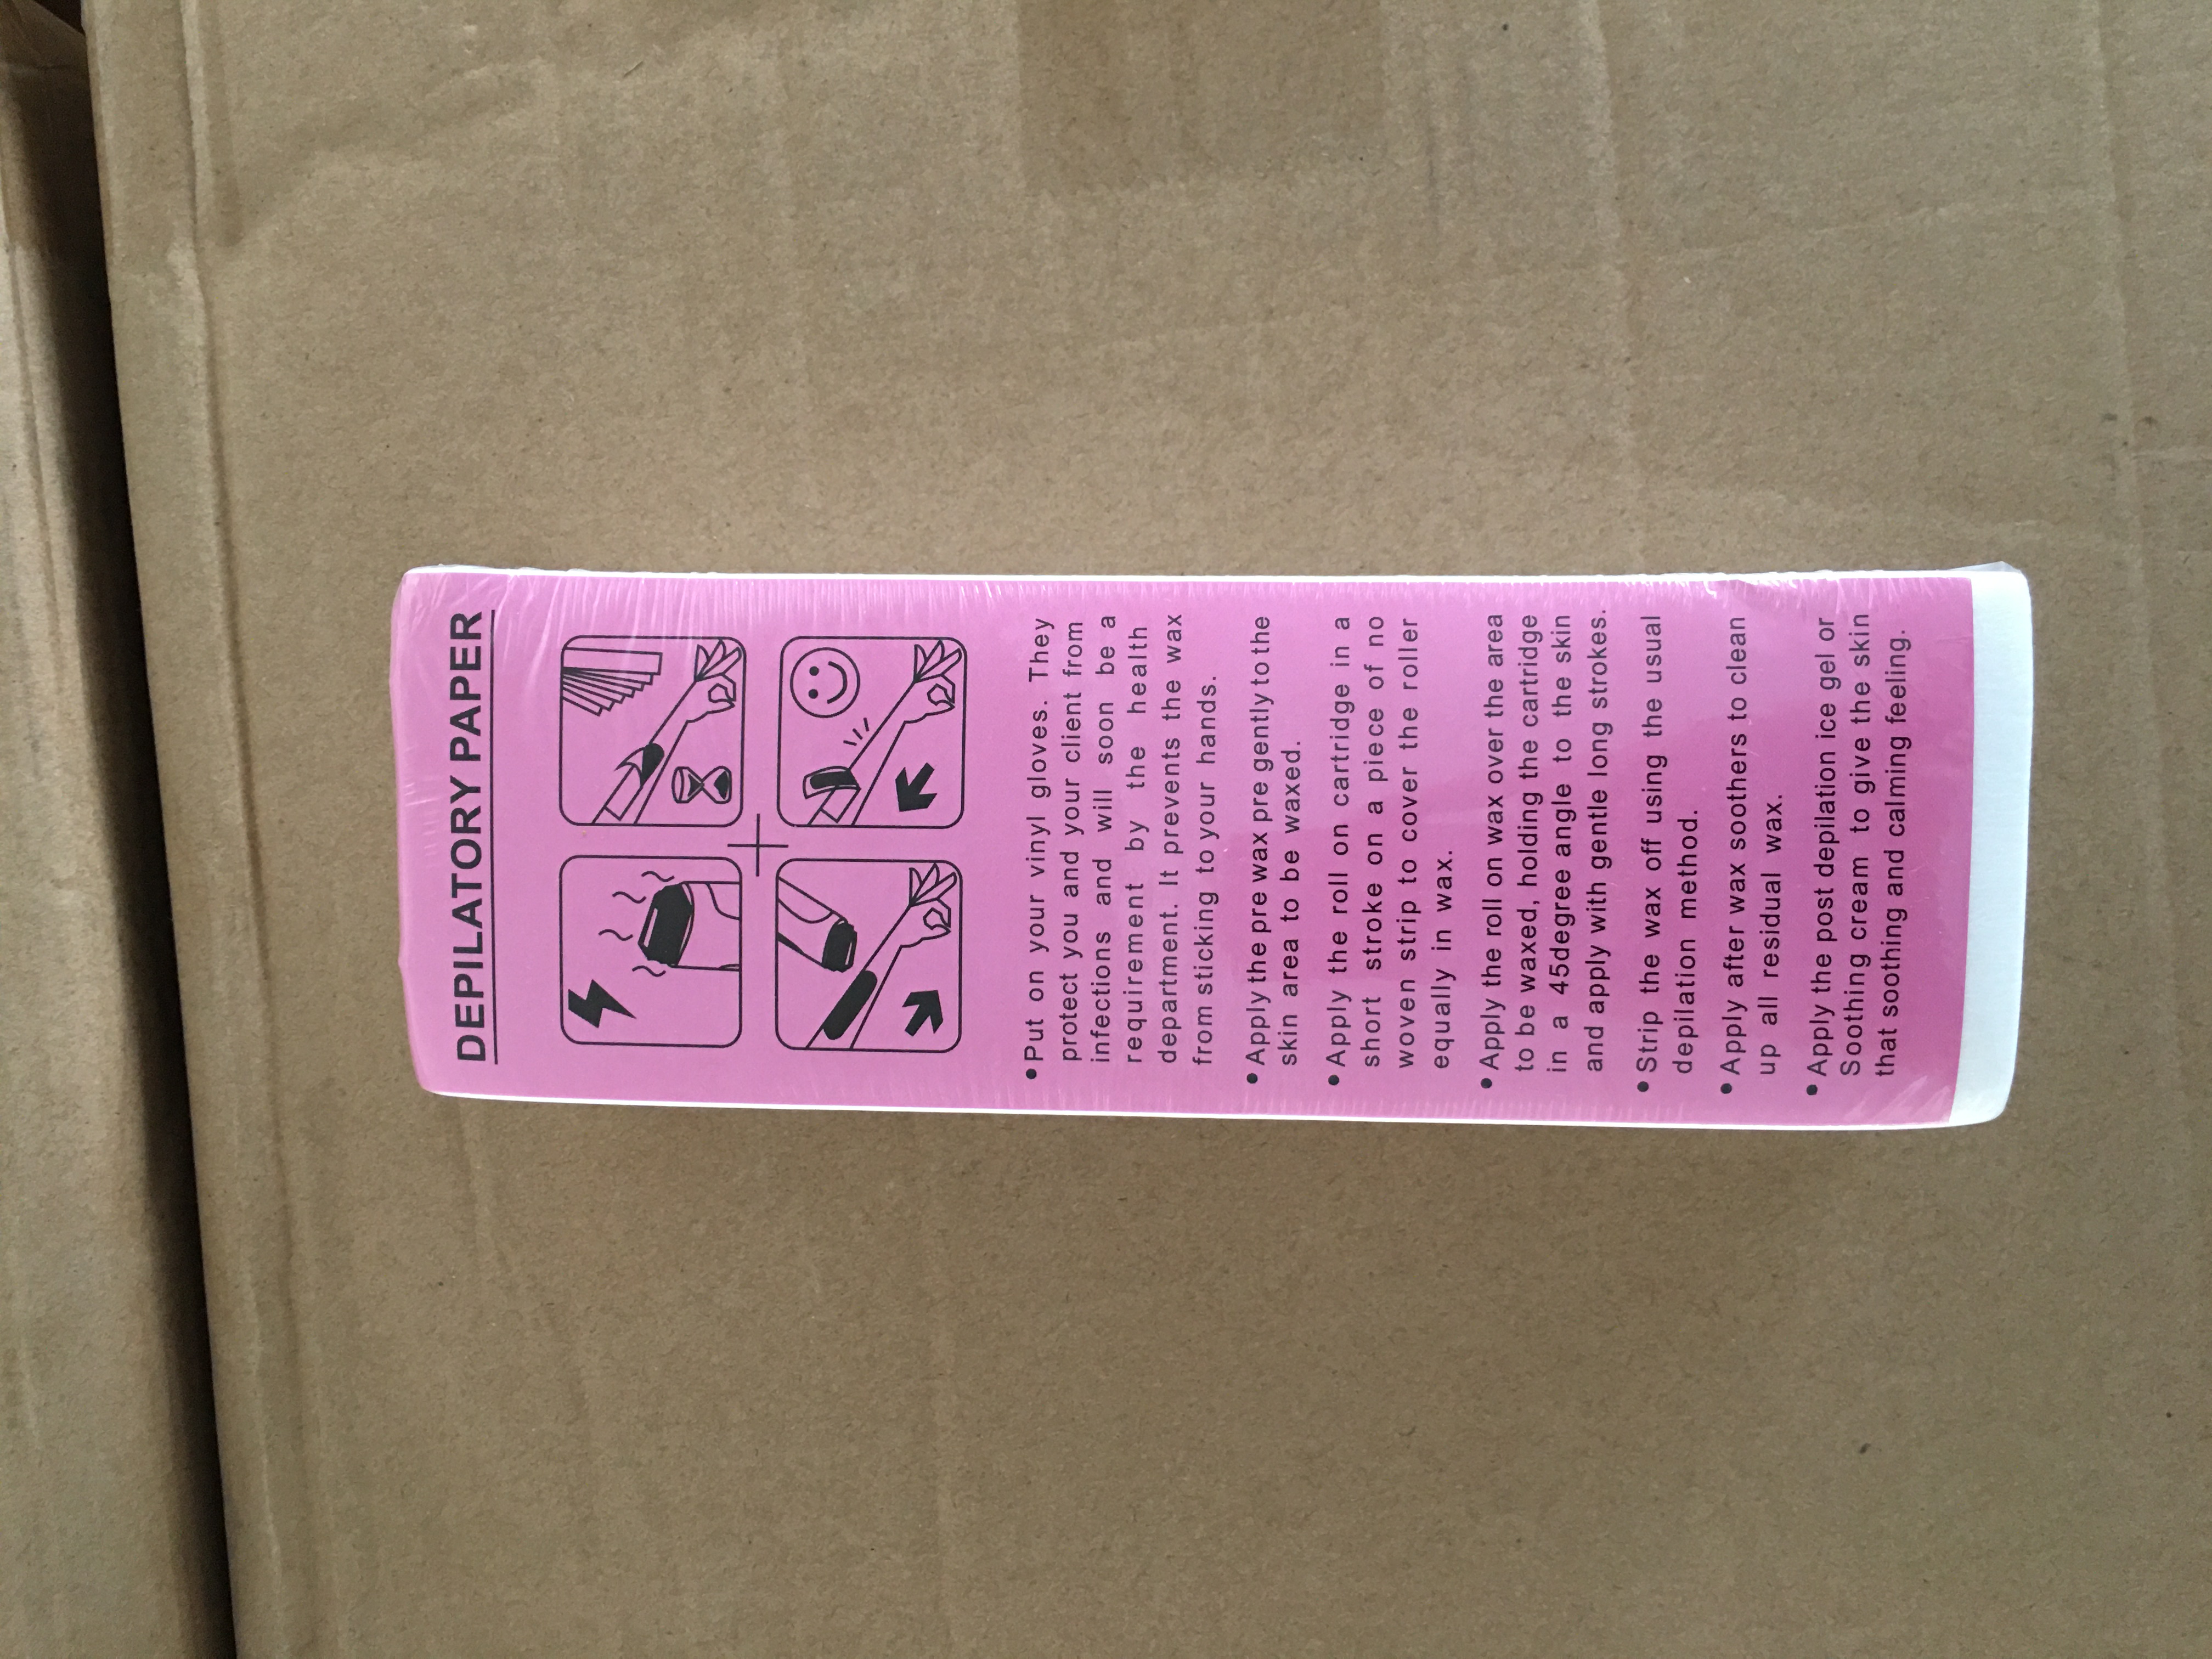 DEPILATORY PAPER
• Put on your vinyl gloves. They
protect you and your client from
infections and will soon be a
requirement by the health
department. It prevents the wax
from sticking to your hands.
• Apply the pre wax pre gently to the
skin area to be waxed.
• Apply the roll on cartridge in a
short stroke on a piece of no
woven strip to cover the roller
equally in wax.
• Apply the roll on wax over the area
to be waxed, holding the cartridge
in a 45degree angle to the skin
and apply with gentle long strokes.
• Strip the wax off using the usual
depilation method.
• Apply after wax soothers to clean
up all residual wax.
• Apply the post depilation ice gel or
Soothing cream to give the skin
that soothing and calming feeling.